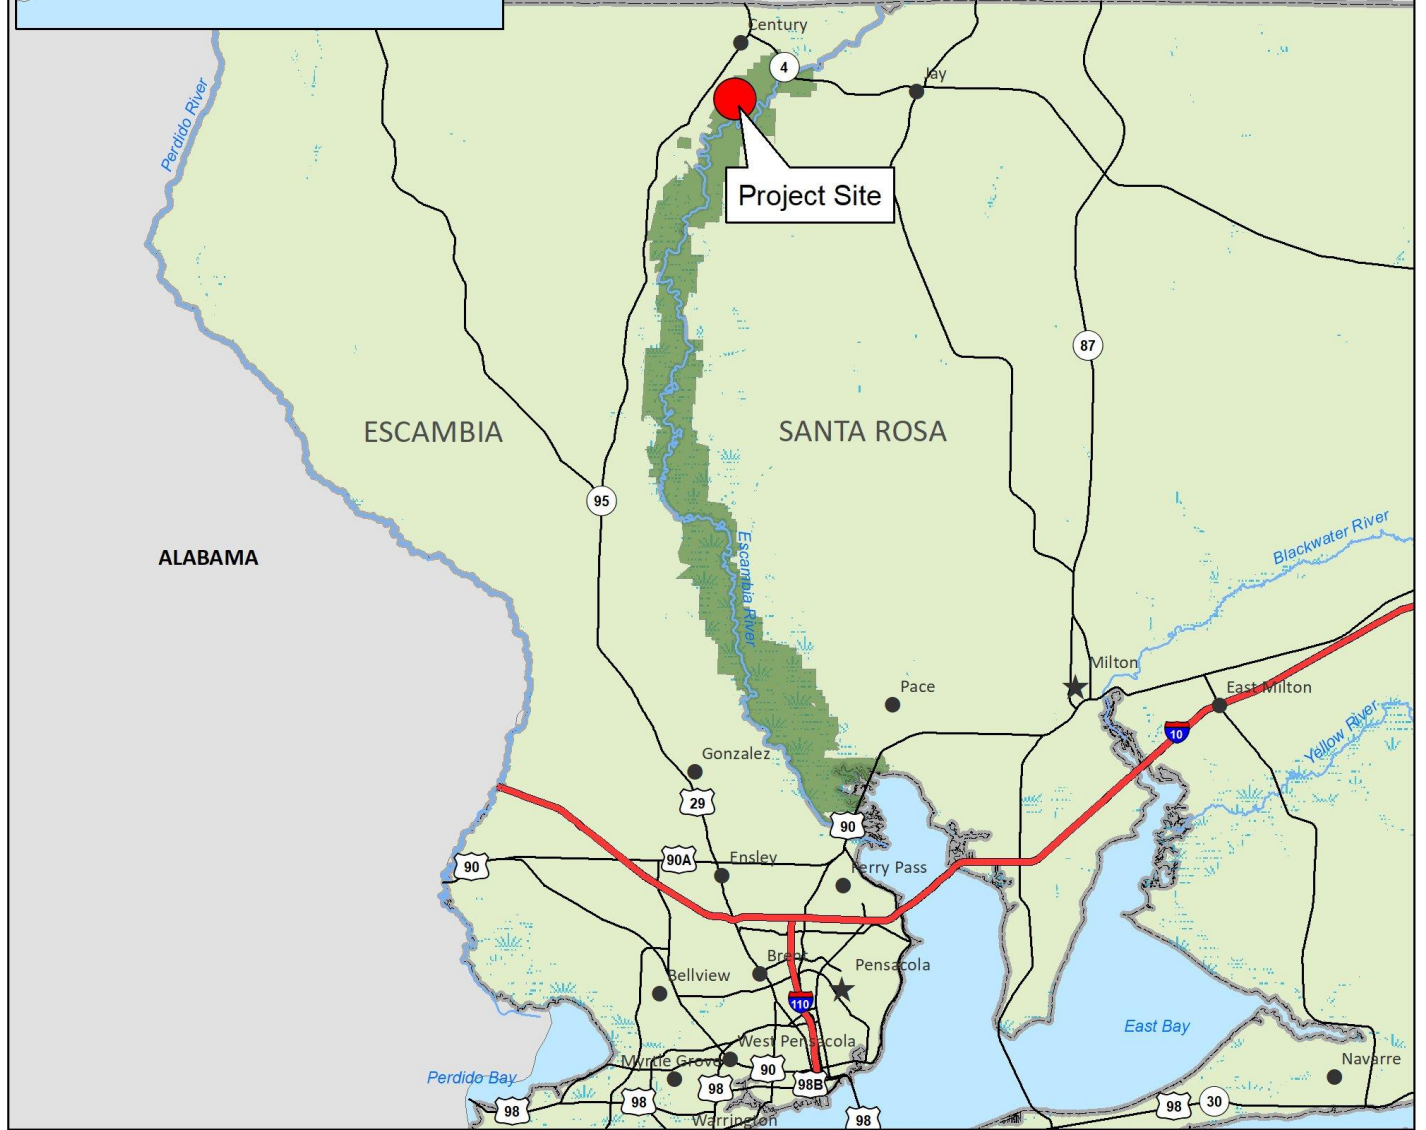 Century
4
Jay
Perdido River
Project Site
87
ESCAMBIA
SANTA ROSA
95
Blackwater River
ALABAMA
Escambia River
Milton
Pace
East Milton
Yellow River
10
Gonzalez
29
90
90A
Ensley
90
Ferry Pass
Brent
Pensacola
Bellview
110
East Bay
West Pensacola
Myrtle Grove
90
Navarre
Perdido Bay
98
98B
98
98
30
98
Warrington
98